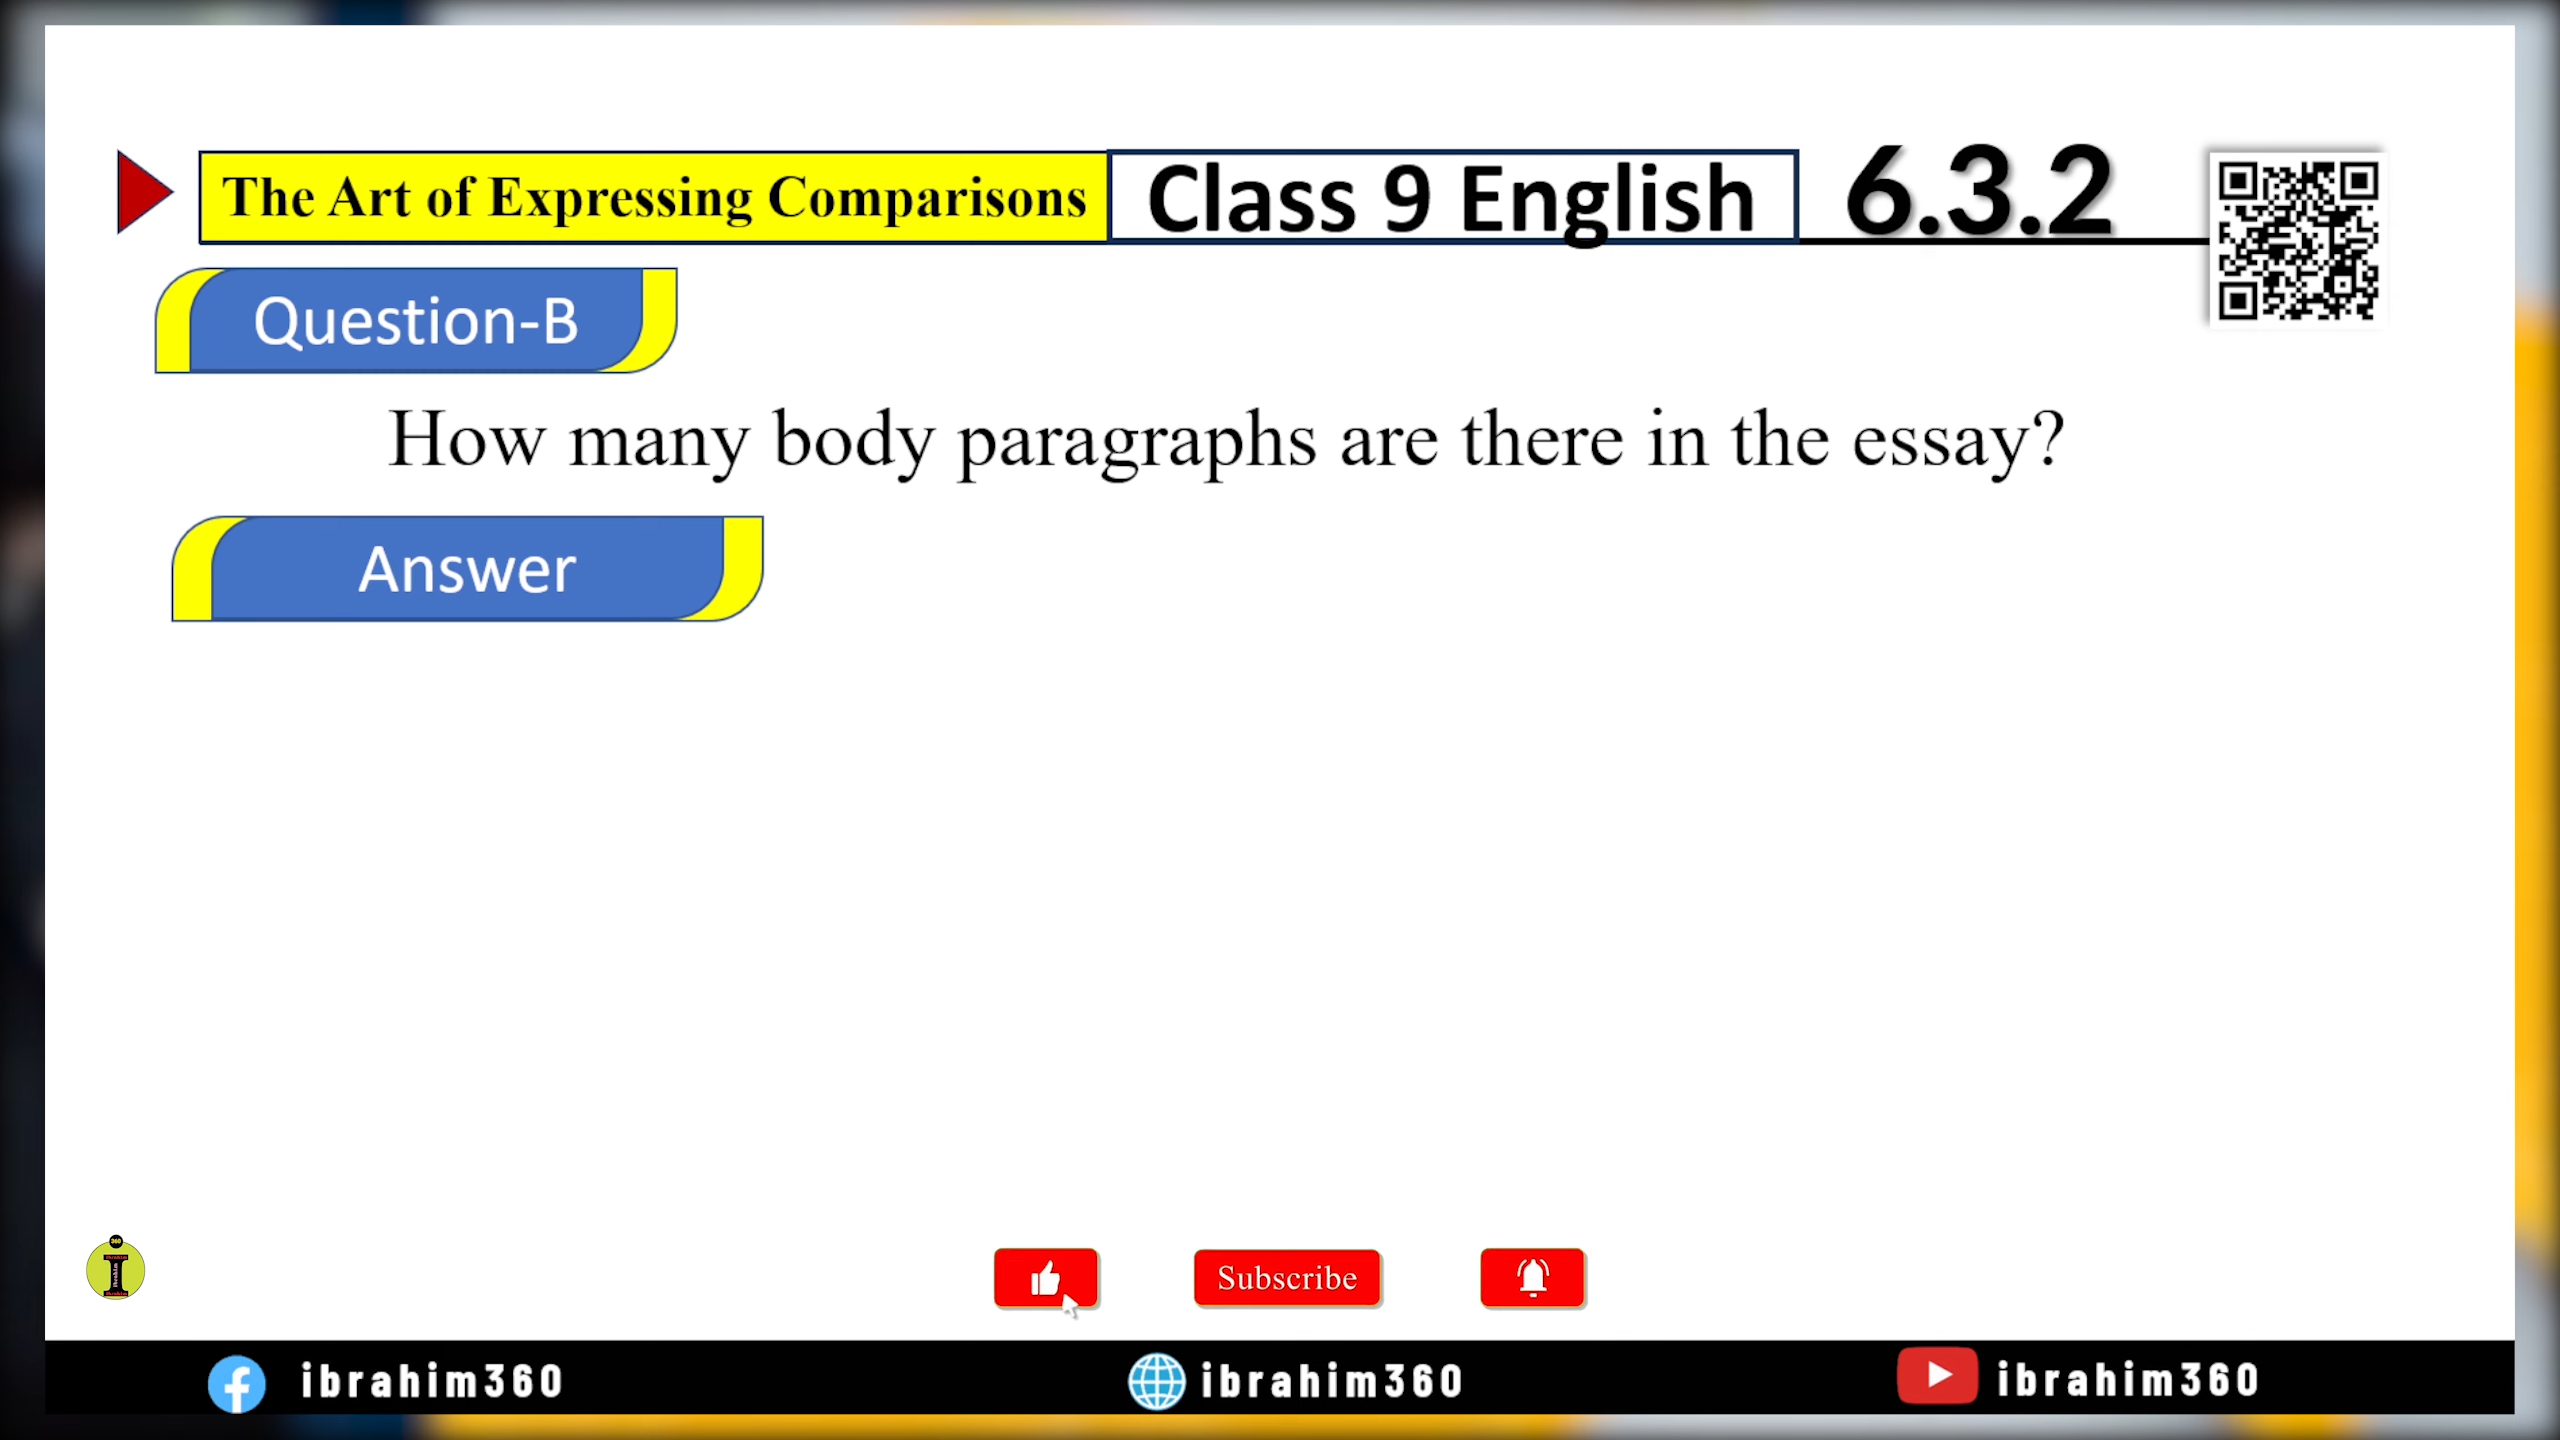 The Art of Expressing Comparisons Class 9 English 6.3.2
Question-B
How many body paragraphs are there in the essay?
Answer
360
Subscribe
ibrahim360 ibrahim360 ibrahim360